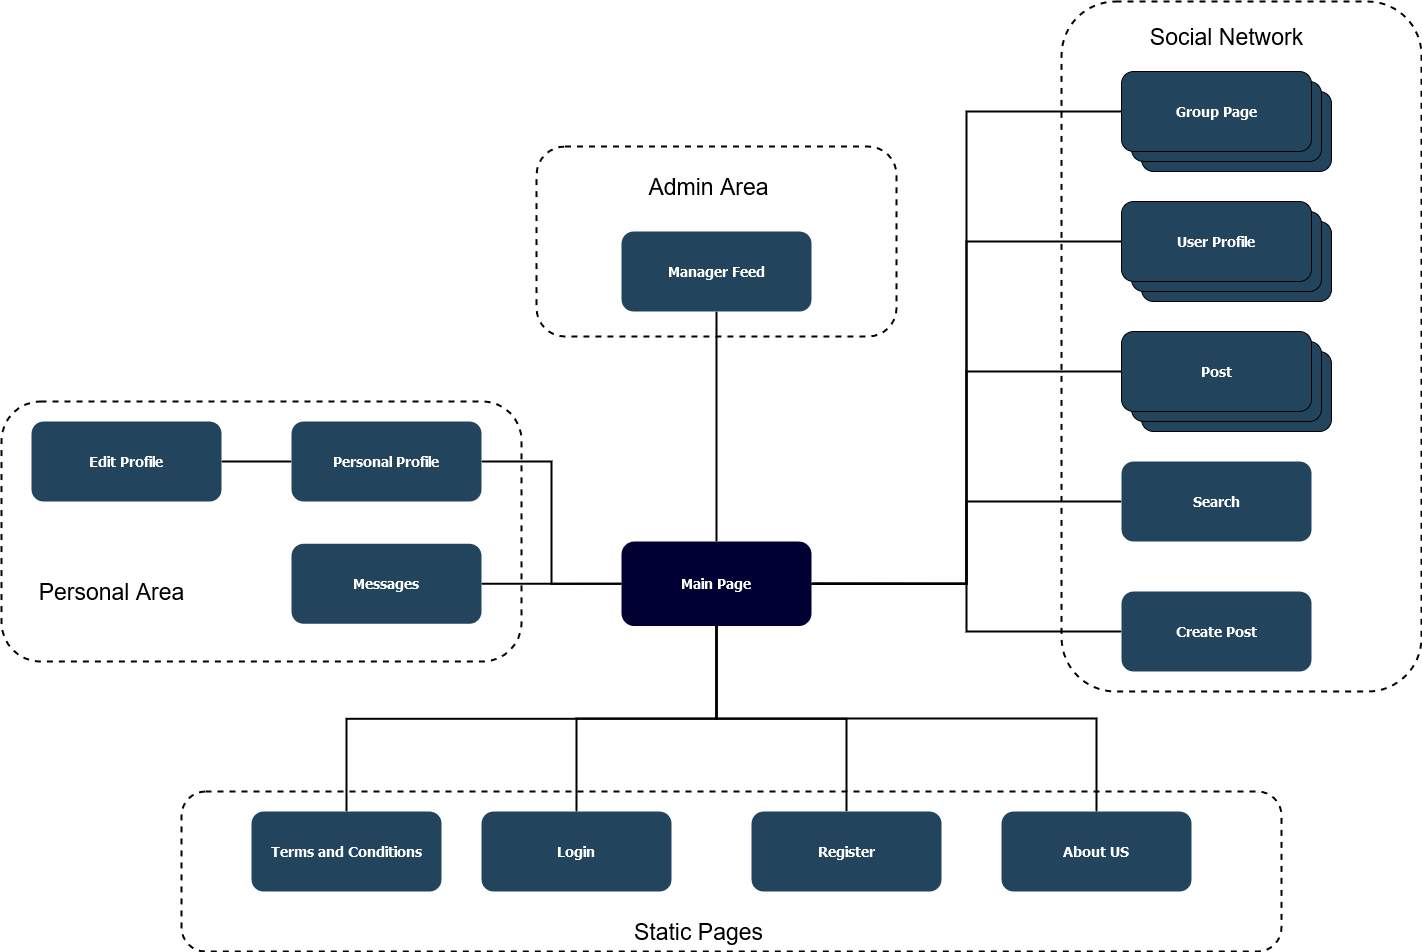 Social Network
Group Page
Admin Area
User Profile
Manager Feed
Post
Edit Profile
Personal Profile
Search
Personal Area
Messages
Main Page
Create Post
Terms and Conditions
Login
Register
About US
Static Pages